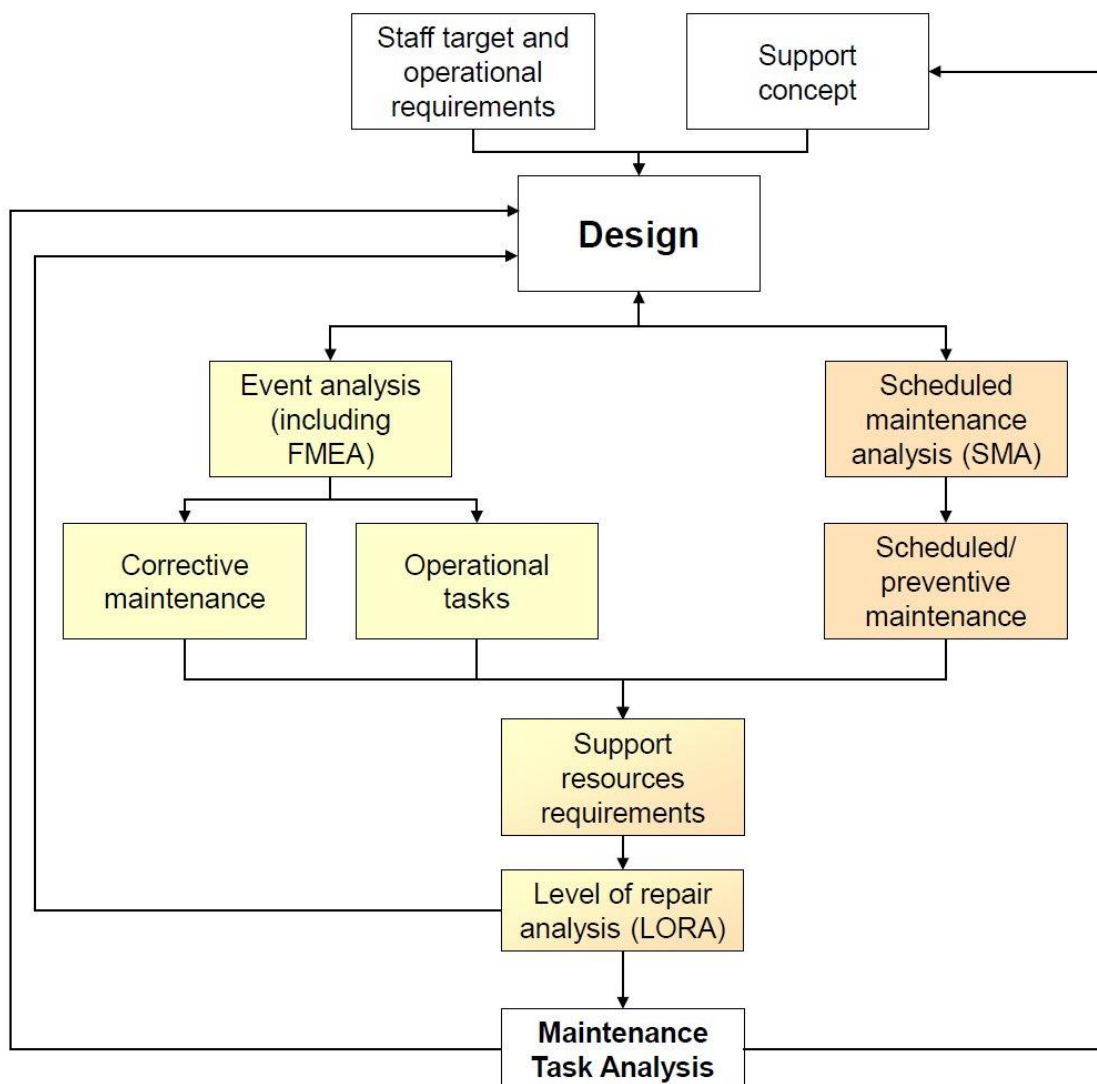 Staff target and
operational
requirements
Support
concept
Design
Event analysis
(including
FMEA)
Scheduled
maintenance
analysis (SMA)
Corrective
maintenance
Operational
tasks
Scheduled/
preventive
maintenance
Support
resources
requirements
Level of repair
analysis (LORA)
Maintenance
Task Analysis